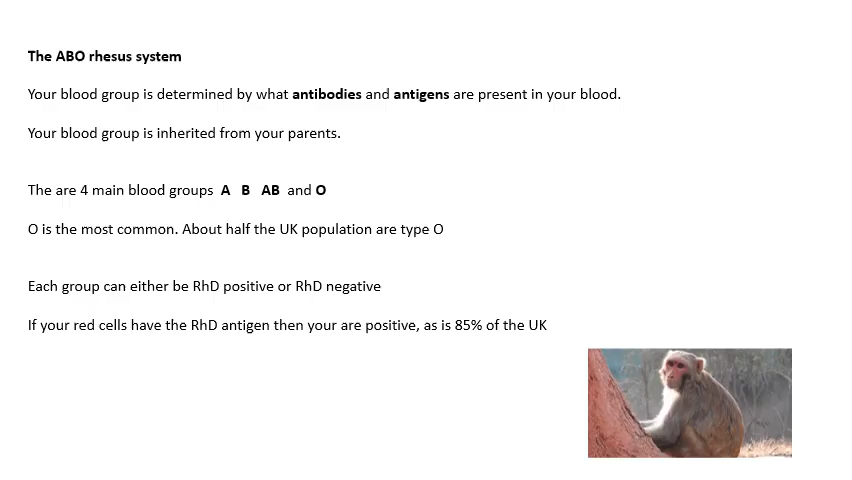 The ABO rhesus system
Your blood group is determined by what antibodies and antigens are present in your blood.
Your blood group is inherited from your parents.
The are 4 main blood groups A B AB and O
O is the most common. About half the UK population are type O
Each group can either be RhD positive or RhD negative
If your red cells have the RhD antigen then your are positive, as is 85% of the UK